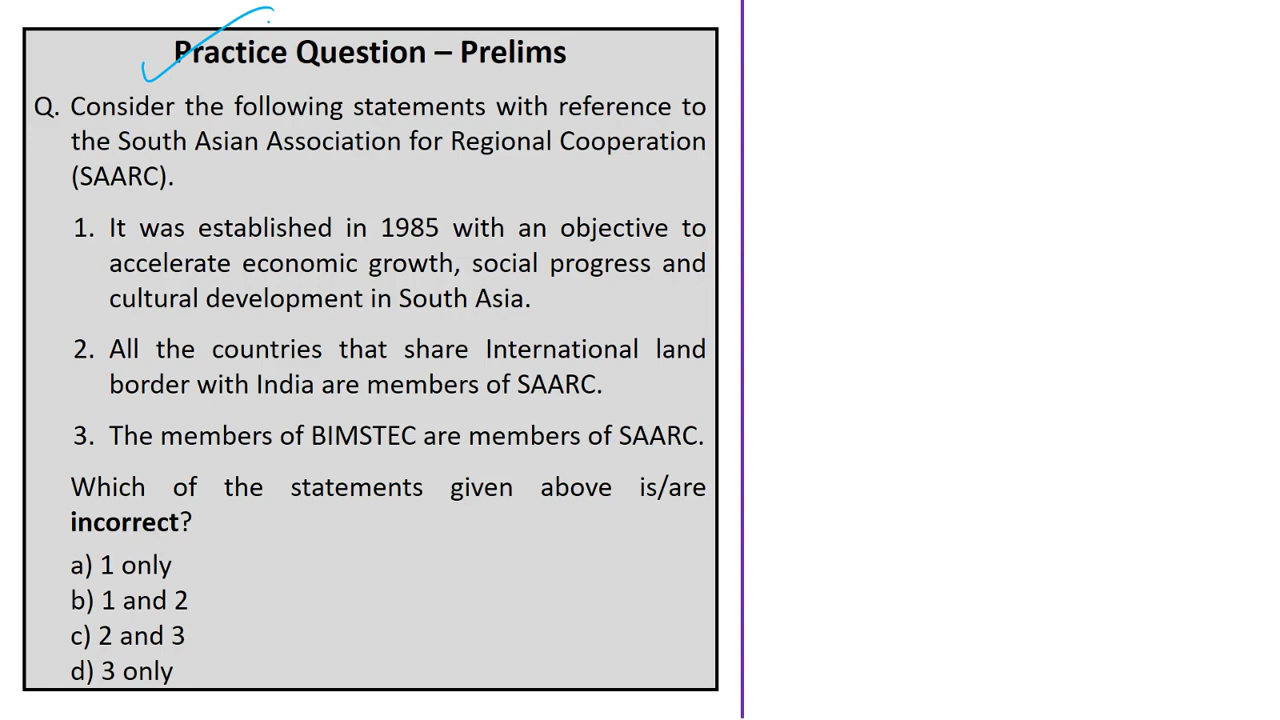 Practice Question – Prelims
Q. Consider the following statements with reference to
the South Asian Association for Regional Cooperation
(SAARC).
1. It was established in 1985 with an objective to
accelerate economic growth, social progress and
cultural development in South Asia.
2. All the countries that share International land
border with India are members of SAARC.
3. The members of BIMSTEC are members of SAARC.
Which of the statements given above is/are
incorrect?
a) 1 only
b) 1 and 2
c) 2 and 3
d) 3 only